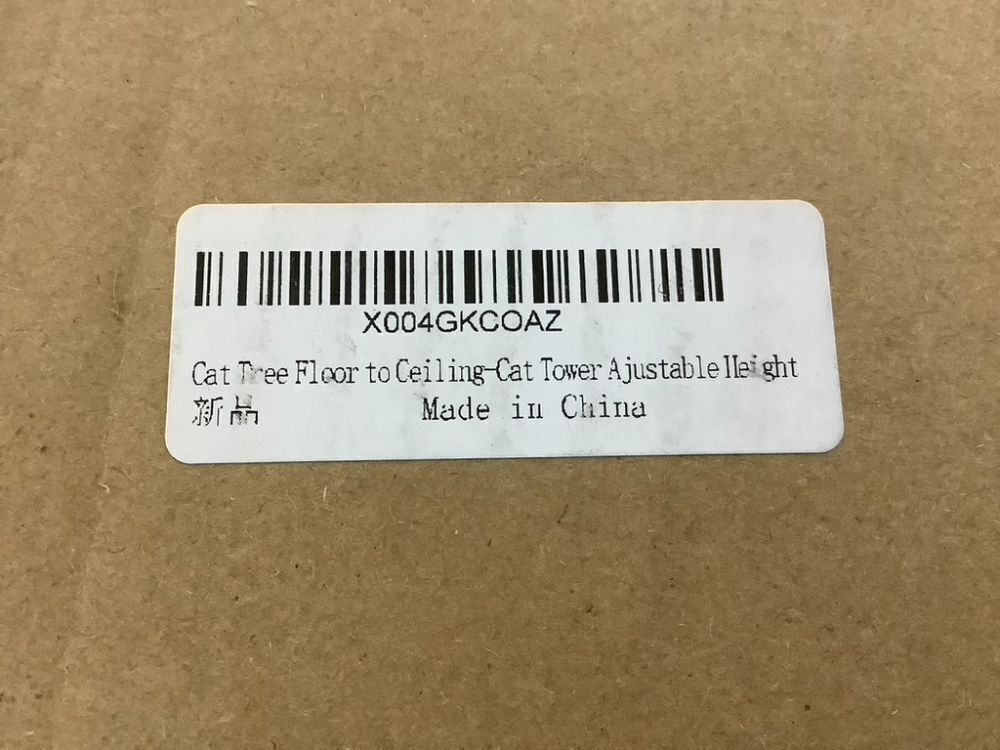 X004GKCOAZ
Cat Tree Floor to Ceiling-Cat Tower Ajustable Height
新品 Made in China